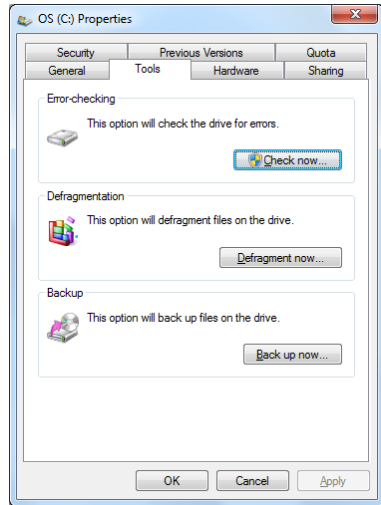 OS (C:) Properties
Security Previous Versions Quota
General Tools Hardware Sharing
Error-checking
This option will check the drive for errors.
Check now...
Defragmentation
This option will defragment files on the drive.
Defragment now...
Backup
This option will back up files on the drive.
Back up now...
OK Cancel Apply